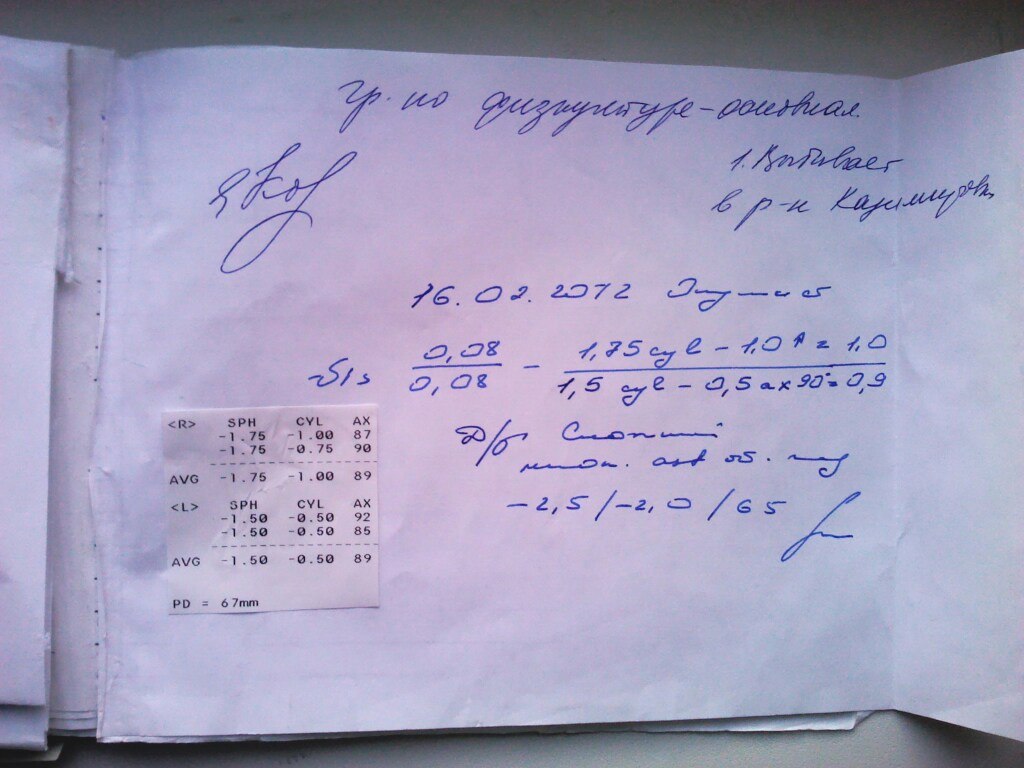 гр. по физкультуре - основная.
1. Выбывает
в р-н
16.02.2012
Vis 0,08 / 0,08 - 1,75 cyl - 1,0 = 1,0 / 1,5 cyl - 0,5 ax 90° = 0,9
D/s Сложный
миоп. аст об. глаз
-2,5 / -2,0 / 65
<R> SPH CYL AX
-1.75 -1.00 87
-1.75 -0.75 90
AVG -1.75 -1.00 89
<L> SPH CYL AX
-1.50 -0.50 92
-1.50 -0.50 85
AVG -1.50 -0.50 89
PD = 67mm